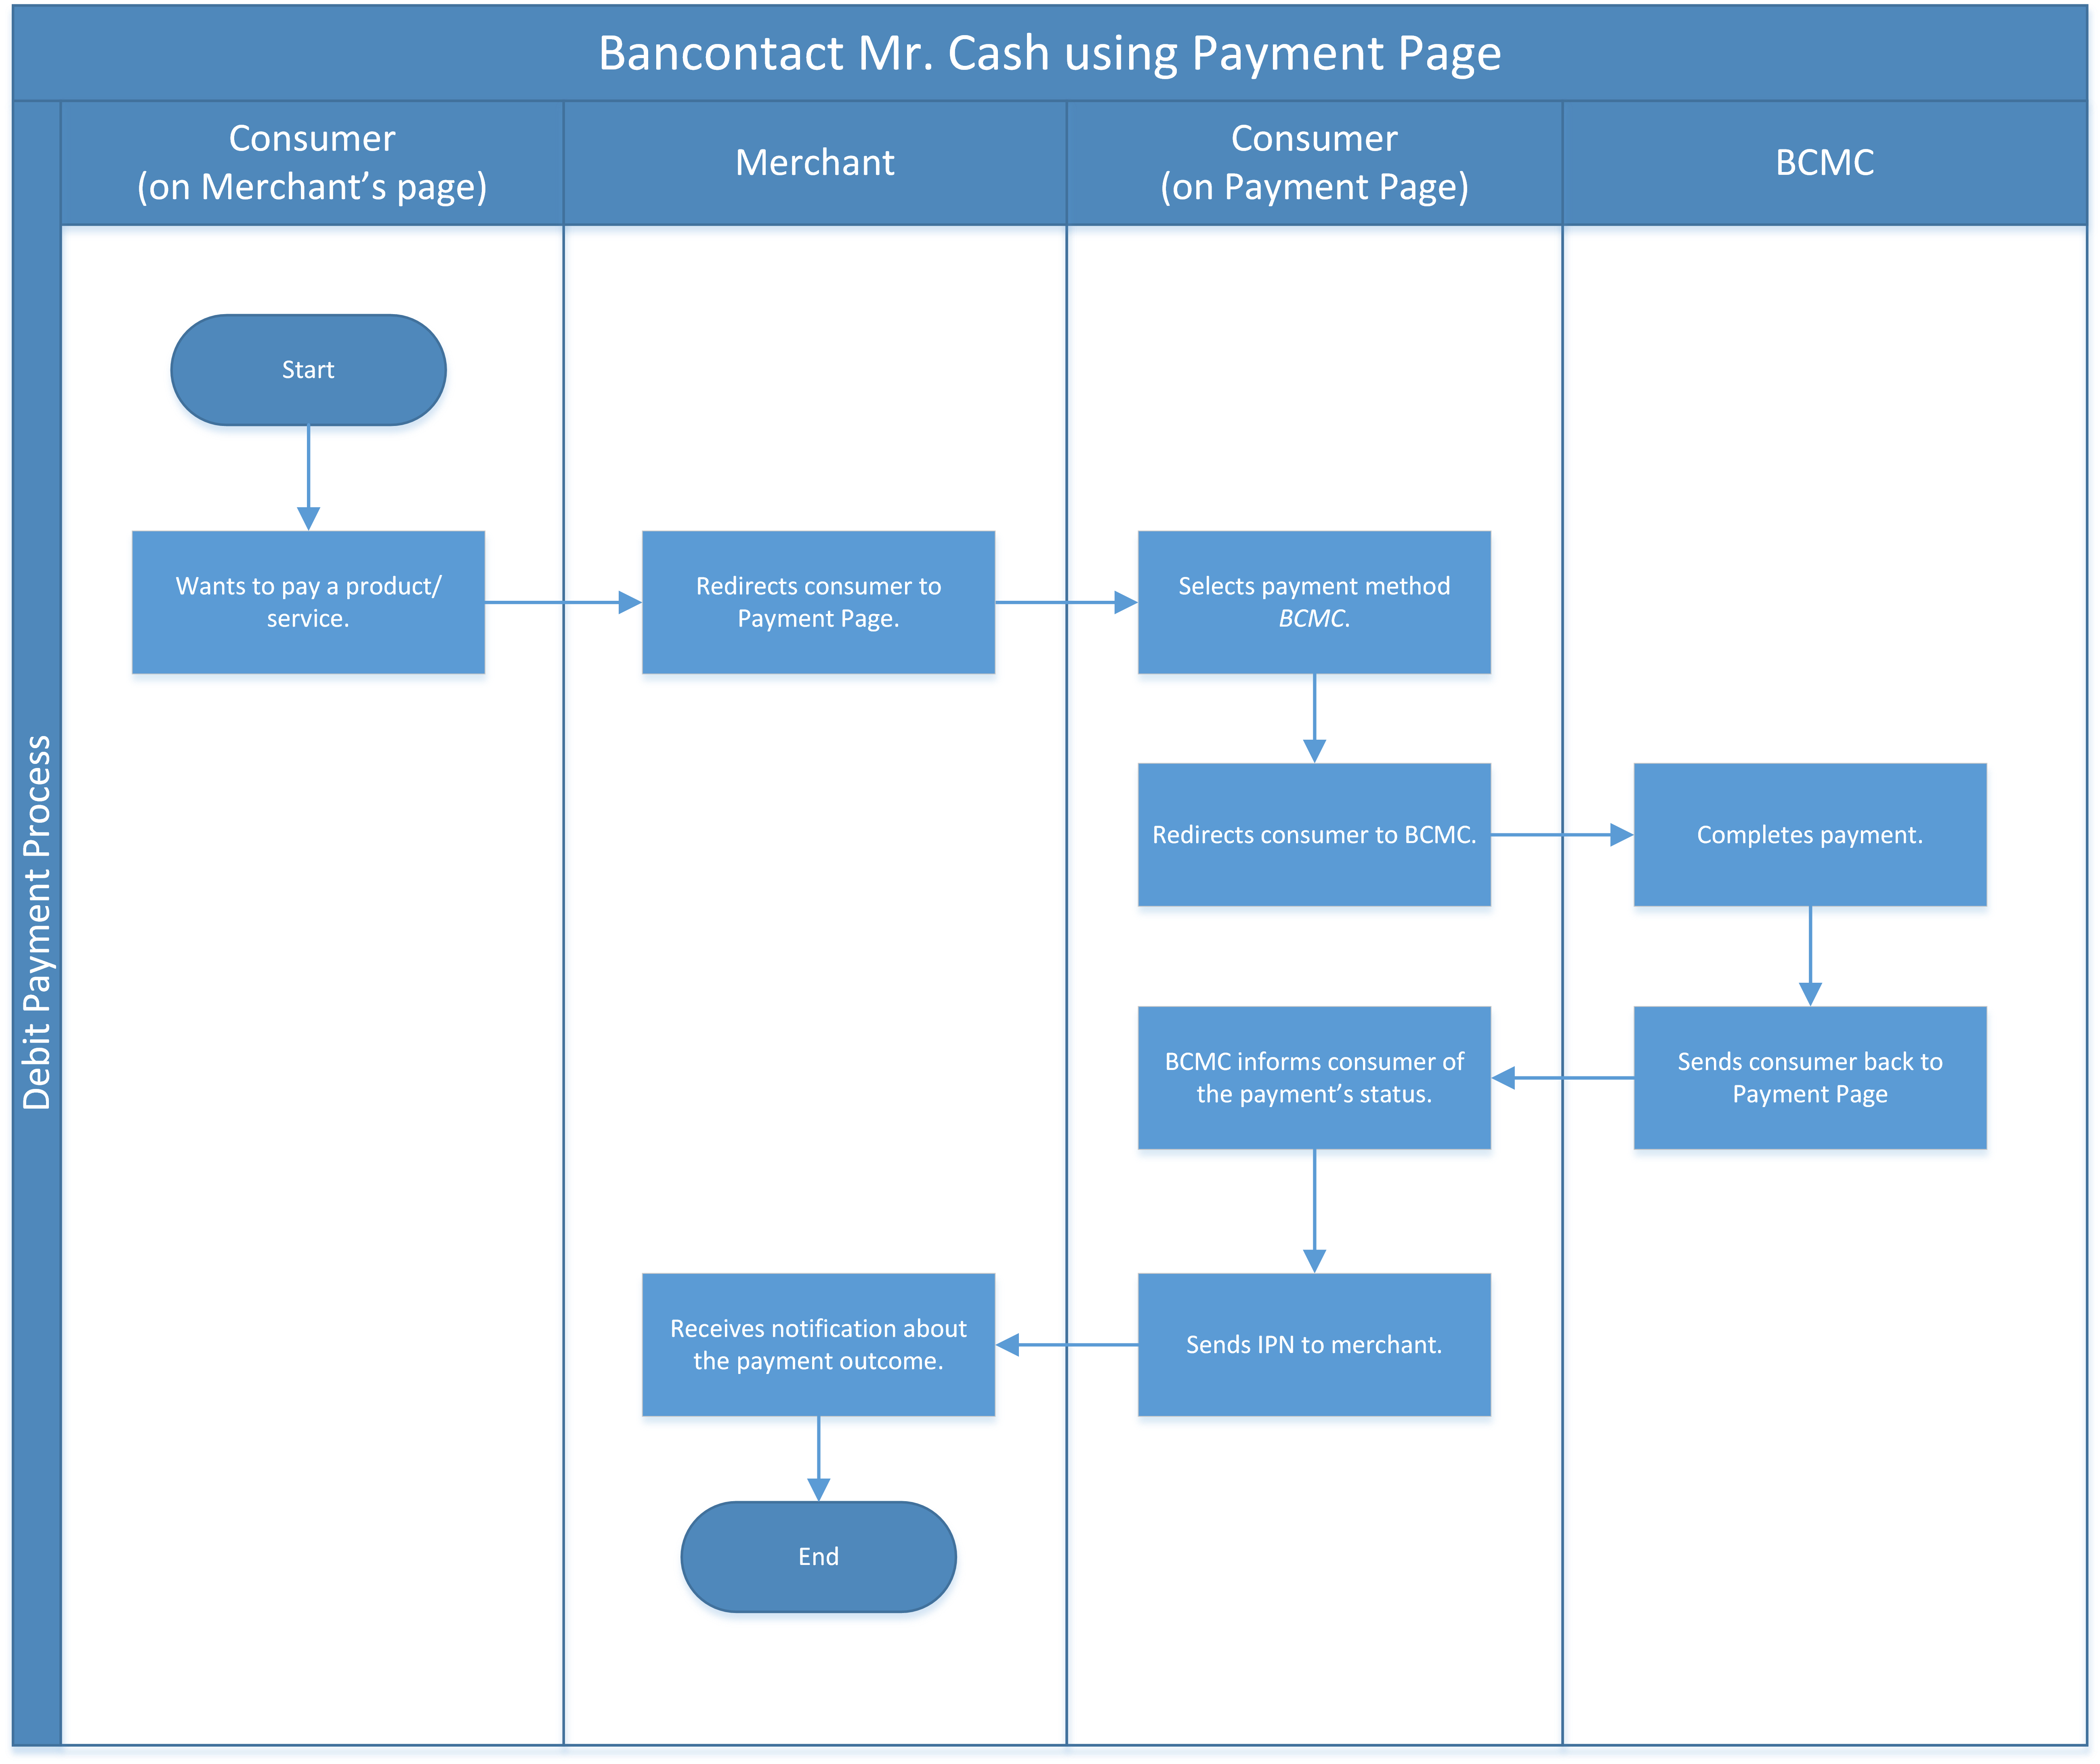 Bancontact Mr. Cash using Payment Page
Debit Payment Process
Consumer
(on Merchant’s page)
Merchant
Consumer
(on Payment Page)
BCMC
Start
Wants to pay a product/
service.
Redirects consumer to
Payment Page.
Selects payment method
BCMC.
Redirects consumer to BCMC.
Completes payment.
Sends consumer back to
Payment Page
BCMC informs consumer of
the payment’s status.
Sends IPN to merchant.
Receives notification about
the payment outcome.
End